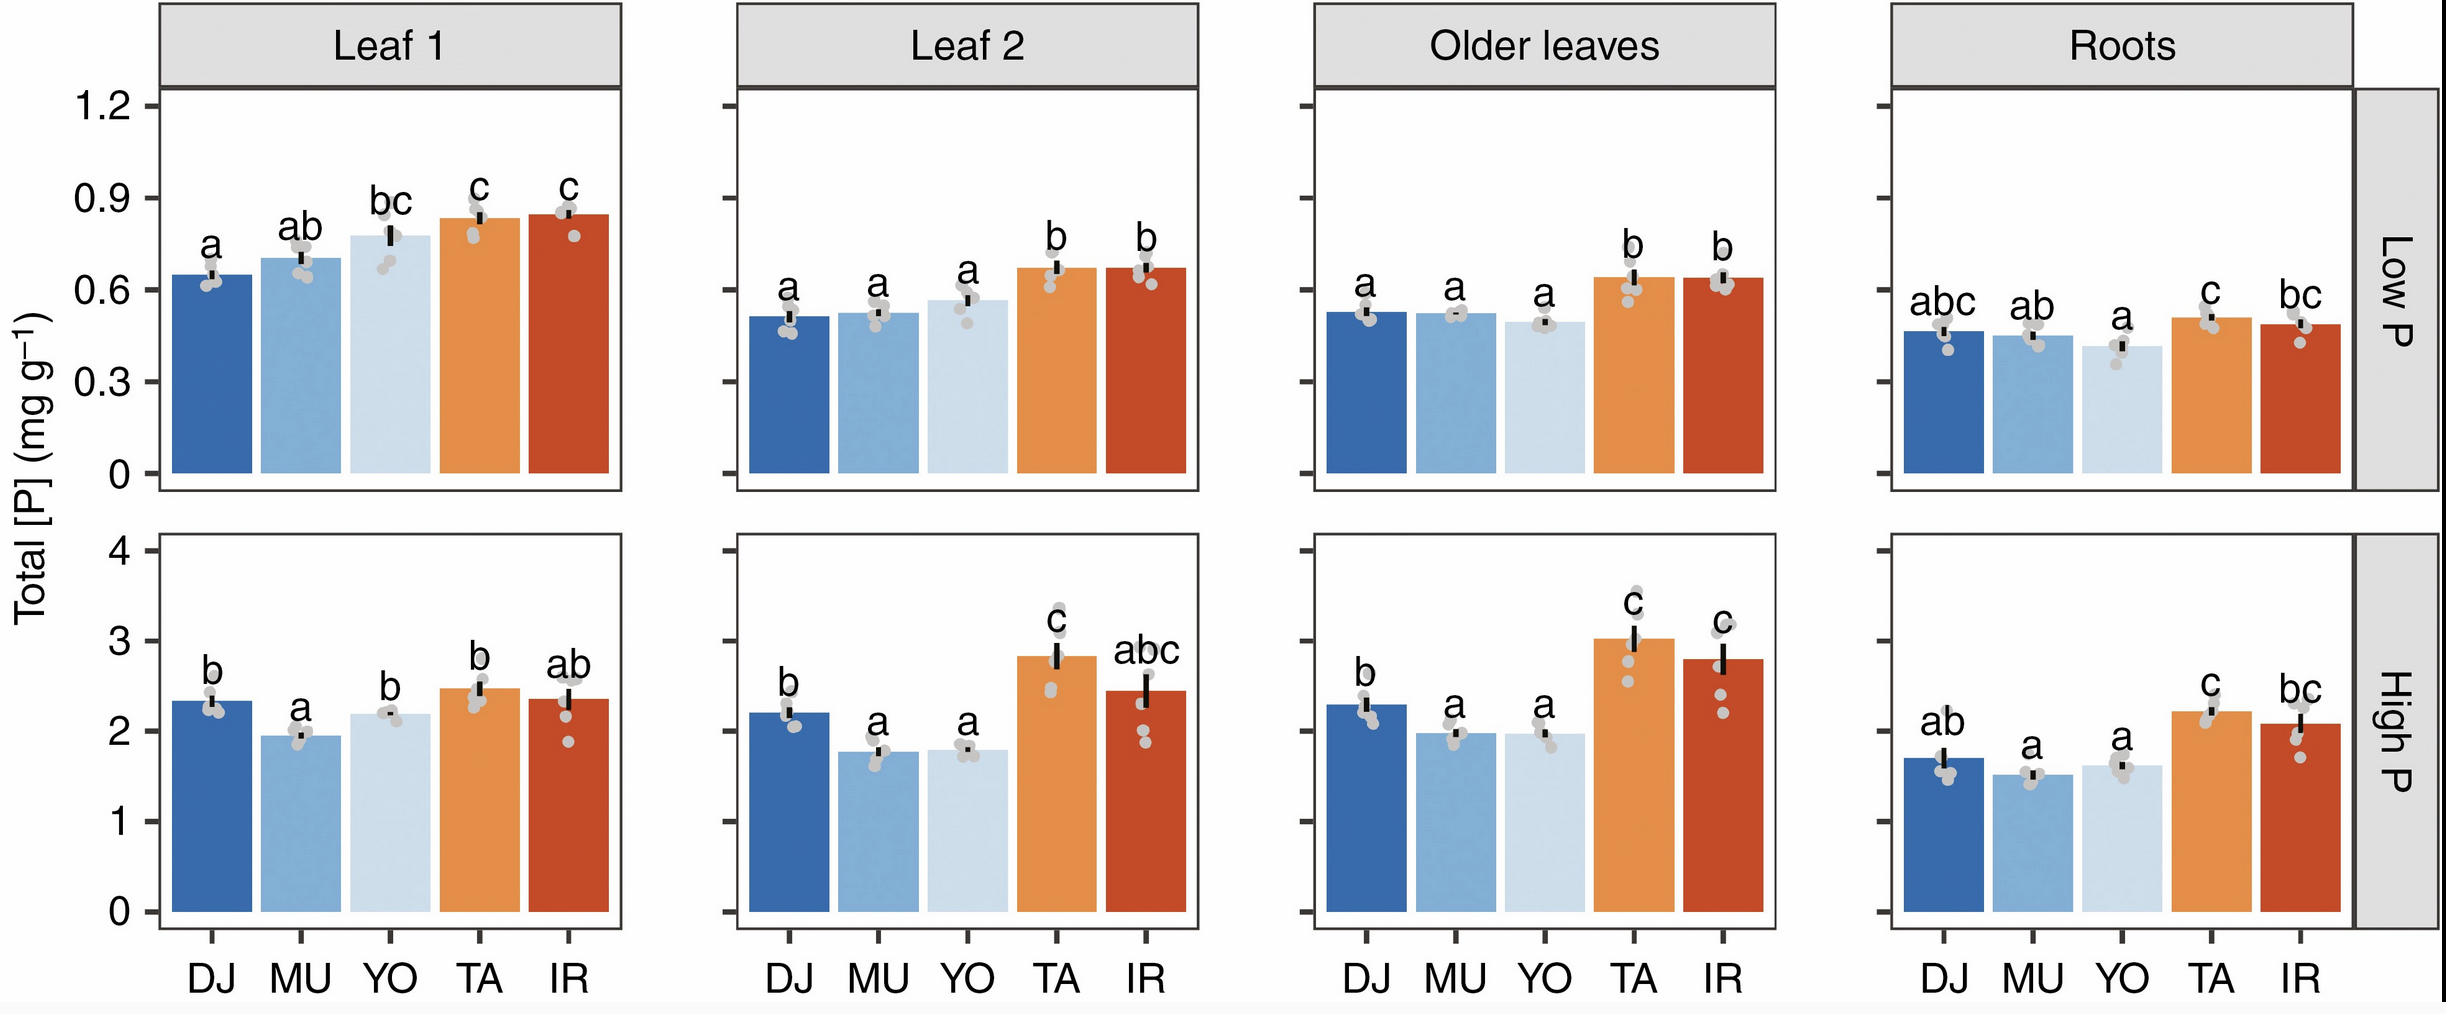 Leaf 1
Leaf 2
Older leaves
Roots
Total [P] (mg g⁻¹)
1.2
0.9
0.6
0.3
0
a
ab
bc
c
c
a
a
a
b
b
a
a
a
b
b
abc
ab
a
c
bc
Low P
4
3
2
1
0
b
a
b
b
ab
b
a
a
c
abc
b
a
a
c
c
ab
a
a
c
bc
High P
DJ MU YO TA IR
DJ MU YO TA IR
DJ MU YO TA IR
DJ MU YO TA IR